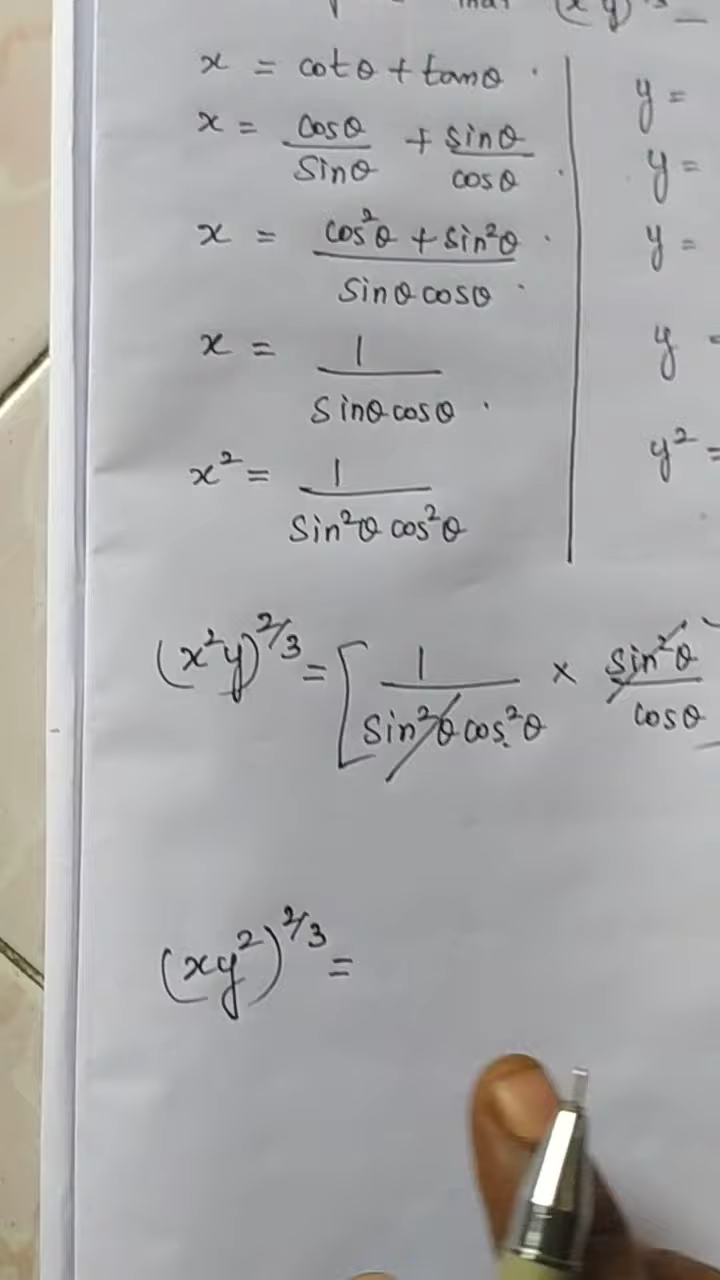 x = cotθ + tanθ
x = cosθ/sinθ + sinθ/cosθ
x = cos²θ + sin²θ / sinθ cosθ
x = 1 / sinθ cosθ
x² = 1 / sin²θ cos²θ
y =
y =
y =
y =
y² =
(x²y)^2/3 = [ 1 / sin²θ cos²θ × sin²θ / cosθ
(xy²)^2/3 =